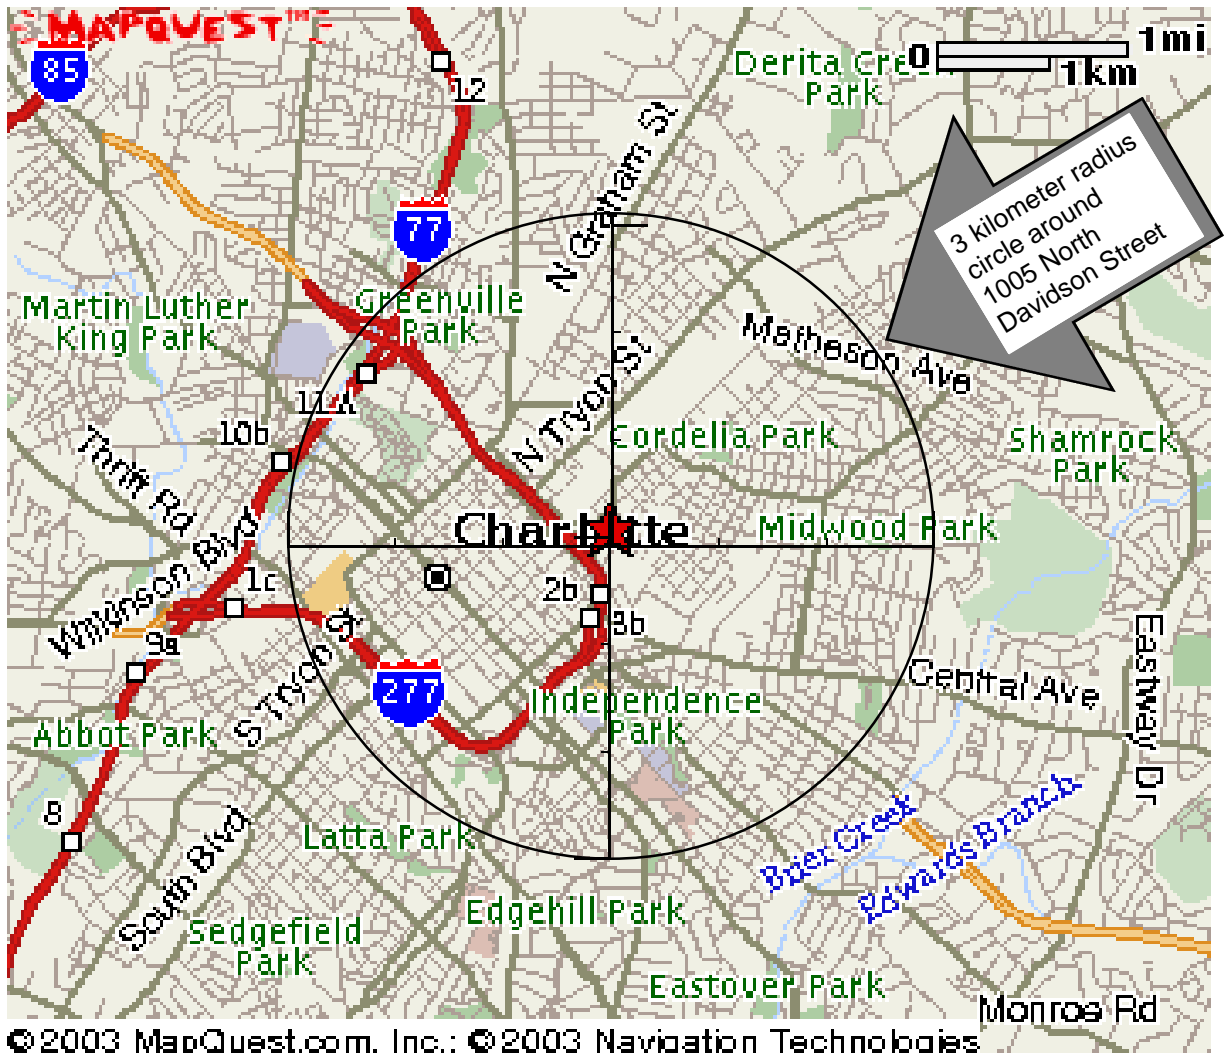 MAPQUEST™
85
12
Derita Creek
Park
0
1mi
1km
3 kilometer radius
circle around
1005 North
Davidson Street
N Graham St
77
Martin Luther
King Park
Greenville
Park
Matheson Ave
N Tryon St
11A
10b
Cordelia Park
Shamrock
Park
Thrift Rd
Charlotte
Midwood Park
Wilkinson Blvd
1c
2b
3b
9a
S Tryon St
277
Central Ave
Eastway Dr
Independence
Park
Abbot Park
8
Latta Park
South Blvd
Brier Creek
Edwards Branch
Edgehill Park
Sedgefield
Park
Eastover Park
Monroe Rd
©2003 MapQuest.com, Inc.; ©2003 Navigation Technologies